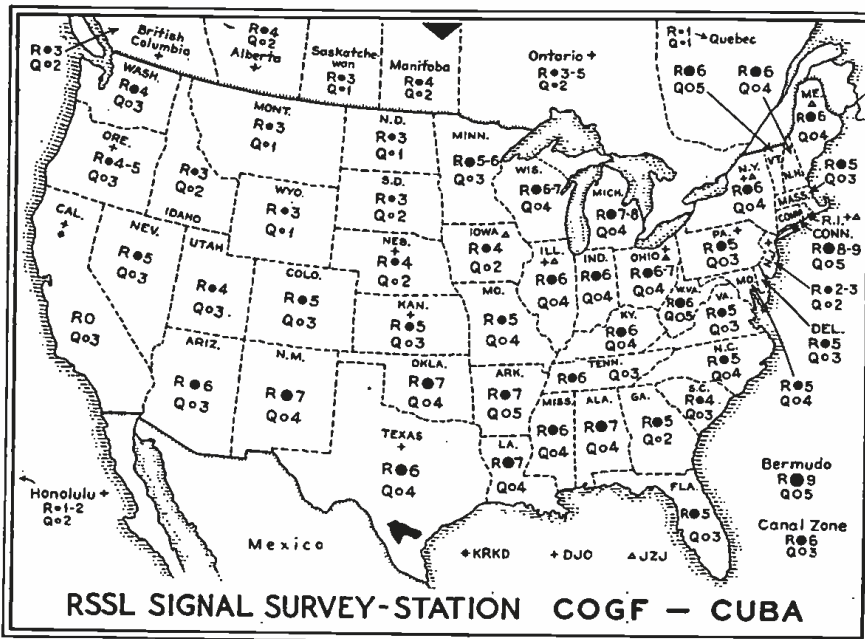 British
Columbia
+
R●3
Q○2
R●4
Q○2
Alberta
+
Saskatche
wan
R●3
Q○1
Manitoba
R●4
Q○2
Ontario +
R●3-5
Q○2
R●1
Q○1
Quebec
WASH.
R●4
Q○3
MONT.
R●3
Q○1
N.D.
R●3
Q○1
MINN.
R●5-6
Q○3
R●6
Q○5
R●6
Q○4
ME.
▲
R●6
Q○4
ORE.
+
R●4-5
Q○3
R●3
Q○2
IDAHO
WYO.
R●3
Q○1
S.D.
R●3
Q○2
WIS.
R●6-7
Q○4
MICH.
R●7-8
Q○4
N.Y.
+▲
R●6
Q○4
VT.
N.H.
R●5
Q○3
MASS.
CONN.
R.I.+▲
CONN.
R●8-9
Q○5
CAL.
+
RO
Q○3
NEV.
R●5
Q○3
UTAH
R●4
Q○3
COLO.
R●5
Q○3
NEB.
+
R●4
Q○2
IOWA▲
R●4
Q○2
ILL.
+▲
R●6
Q○4
IND.
R●6
Q○4
OHIO▲
R●6-7
Q○4
PA.+
R●5
Q○3
N.J.
R●2-3
Q○2
KAN.
+
R●5
Q○3
MO.
R●5
Q○4
KY.
R●6
Q○4
W.VA.
R●6
Q○5
VA.
R●5
Q○3
MD.
DEL.
R●5
Q○3
R●5
Q○4
ARIZ.
R●6
Q○3
N.M.
R●7
Q○4
OKLA.
R●7
Q○4
ARK.
R●7
Q○5
TENN.
R●6 Q○3
N.C.
R●5
Q○4
S.C.
R●4
Q○3
TEXAS
+
R●6
Q○4
LA.
R●7
Q○4
MISS.
R●6
Q○4
ALA.
R●7
Q○4
GA.
R●5
Q○2
FLA.
R●5
Q○3
Honolulu +
R●1-2
Q○2
Mexico
Bermudo
R●9
Q○5
Canal Zone
R●6
Q○3
◆KRKD +DJO ▲JZJ
RSSL SIGNAL SURVEY-STATION COGF — CUBA